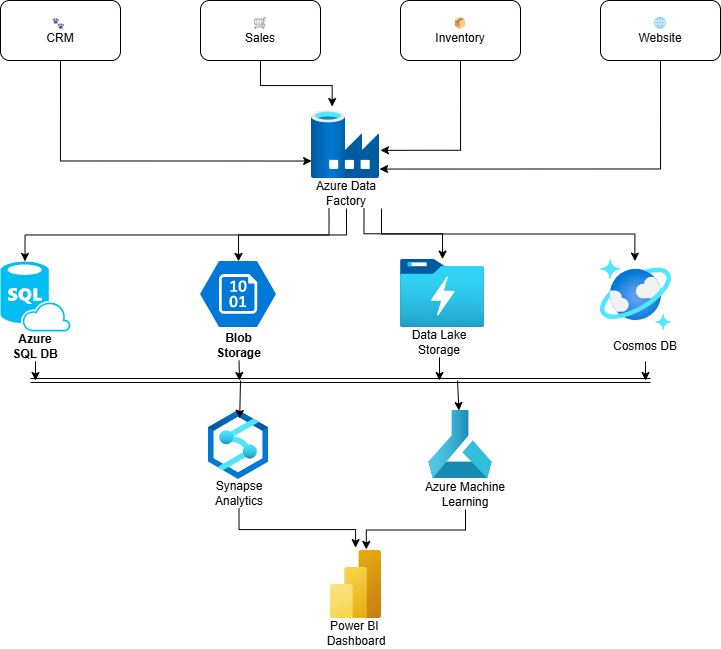 CRM
Sales
Inventory
Website
Azure Data
Factory
SQL
10
01
Azure
SQL DB
Blob
Storage
Data Lake
Storage
Cosmos DB
Synapse
Analytics
Azure Machine
Learning
Power BI
Dashboard